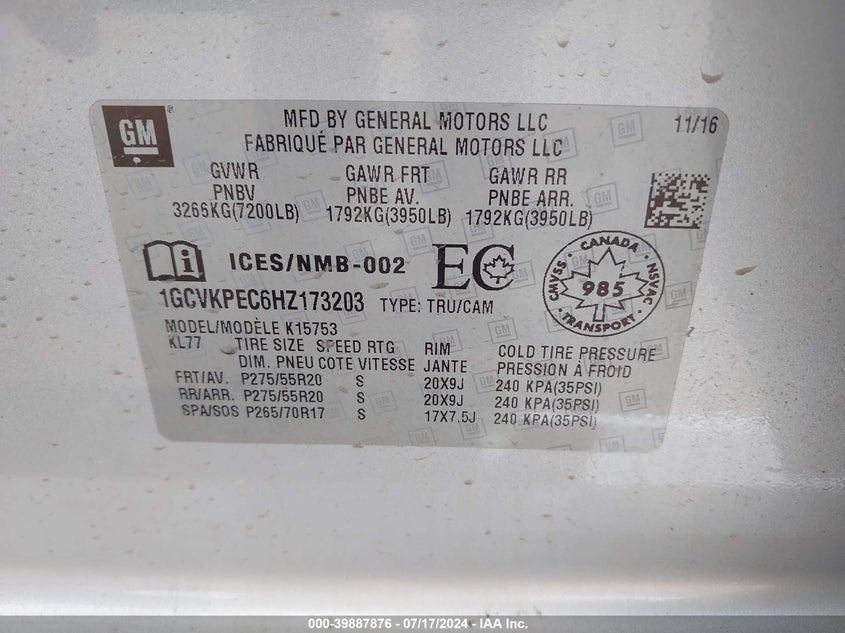 GM
MFD BY GENERAL MOTORS LLC
11/16
FABRIQUÉ PAR GENERAL MOTORS LLC
GVWR GAWR FRT GAWR RR
PNBV PNBE AV. PNBE ARR.
3266KG(7200LB) 1792KG(3950LB) 1792KG(3950LB)
ICES/NMB-002 EC
CANADA CMVSS NSVAC 985 TRANSPORT
1GCVKPEC6HZ173203 TYPE: TRU/CAM
MODEL/MODÈLE K15753
KL77 TIRE SIZE SPEED RTG RIM COLD TIRE PRESSURE
DIM. PNEU COTE VITESSE JANTE PRESSION À FROID
FRT/AV. P275/55R20 S 20X9J 240 KPA(35PSI)
RR/ARR. P275/55R20 S 20X9J 240 KPA(35PSI)
SPA/SOS P265/70R17 S 17X7.5J 240 KPA(35PSI)
000-39887876 - 07/17/2024 - IAA Inc.